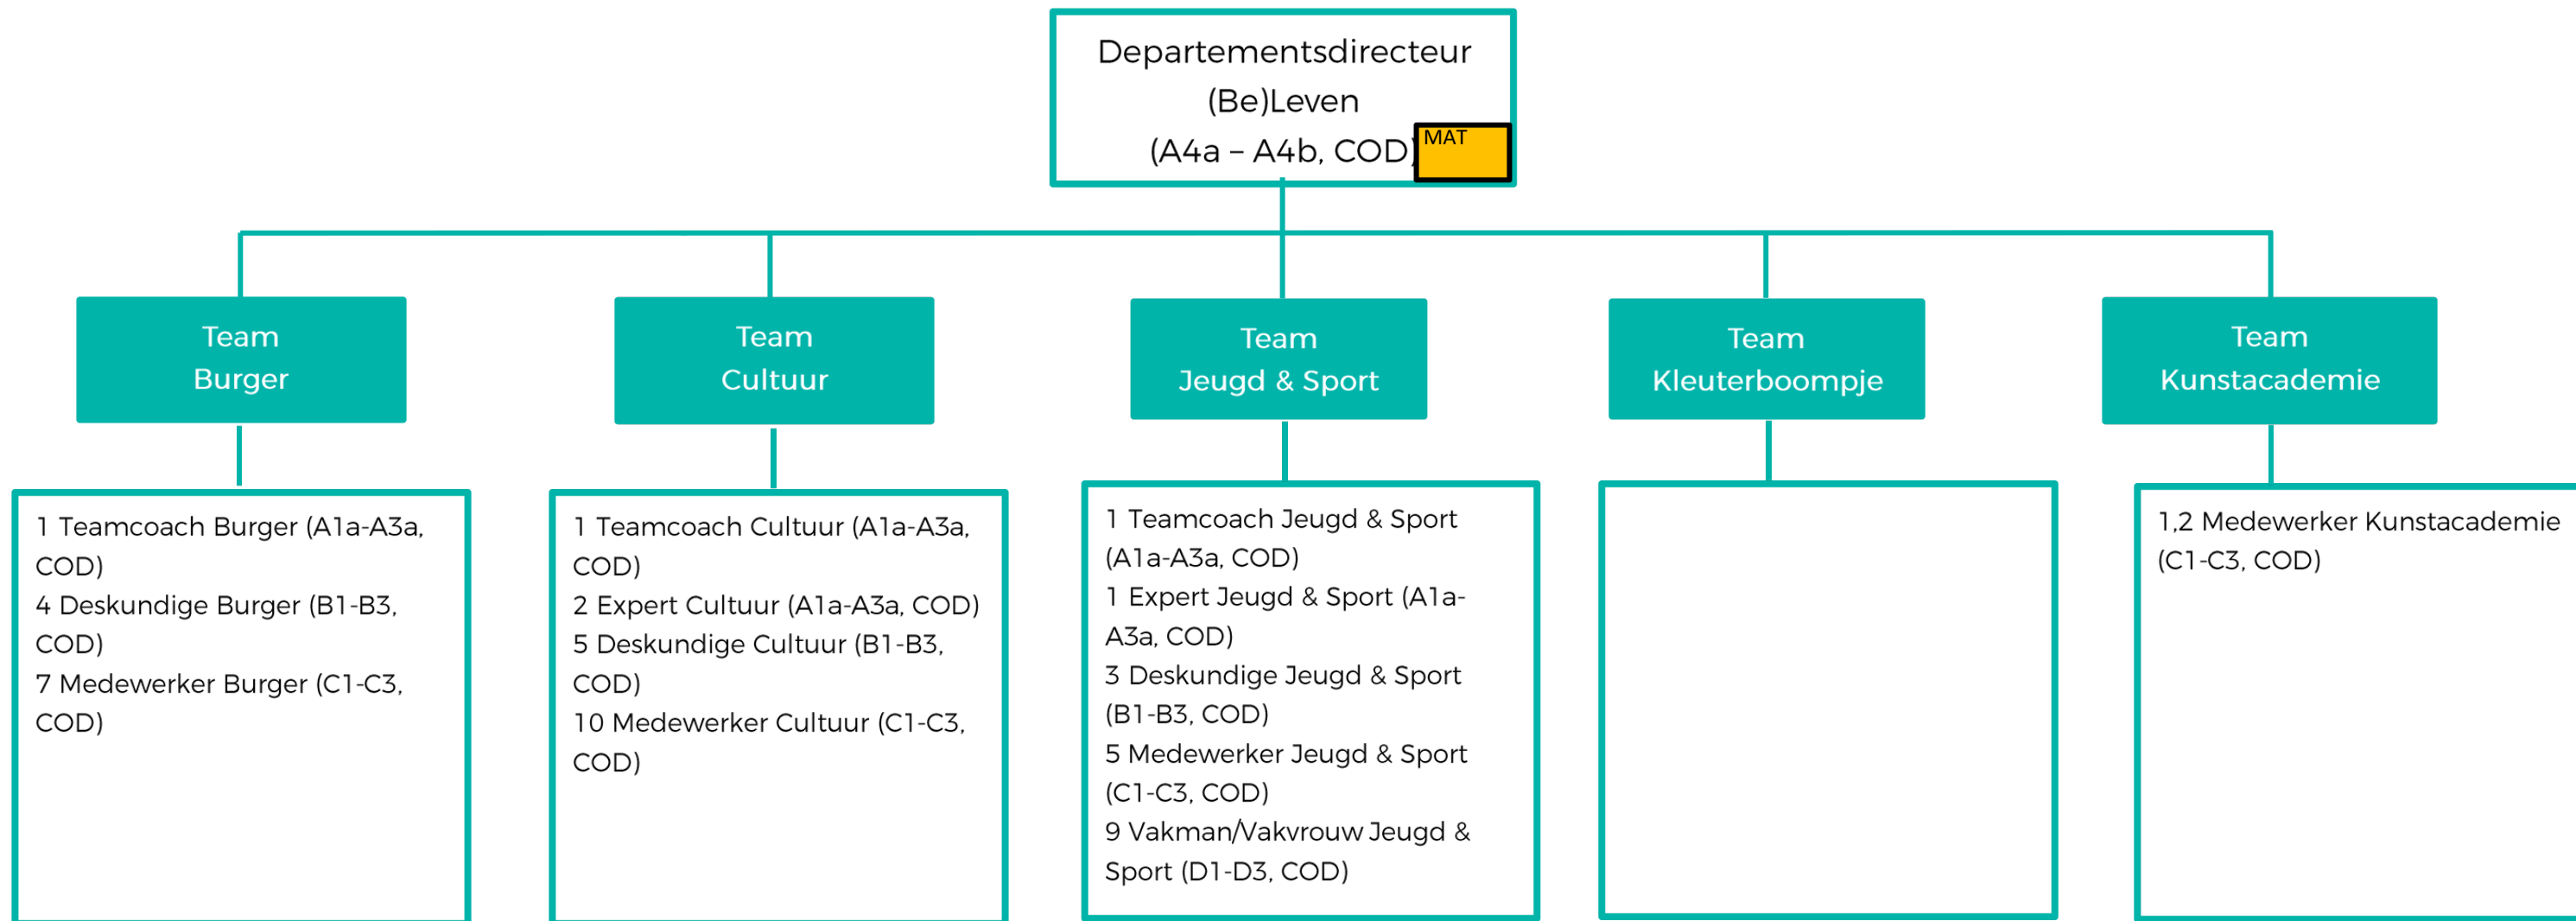 Departementsdirecteur
(Be)Leven
(A4a – A4b, COD)
MAT
Team
Burger
Team
Cultuur
Team
Jeugd & Sport
Team
Kleuterboompje
Team
Kunstacademie
1 Teamcoach Burger (A1a-A3a,
COD)
4 Deskundige Burger (B1-B3,
COD)
7 Medewerker Burger (C1-C3,
COD)
1 Teamcoach Cultuur (A1a-A3a,
COD)
2 Expert Cultuur (A1a-A3a, COD)
5 Deskundige Cultuur (B1-B3,
COD)
10 Medewerker Cultuur (C1-C3,
COD)
1 Teamcoach Jeugd & Sport
(A1a-A3a, COD)
1 Expert Jeugd & Sport (A1a-
A3a, COD)
3 Deskundige Jeugd & Sport
(B1-B3, COD)
5 Medewerker Jeugd & Sport
(C1-C3, COD)
9 Vakman/Vakvrouw Jeugd &
Sport (D1-D3, COD)
1,2 Medewerker Kunstacademie
(C1-C3, COD)